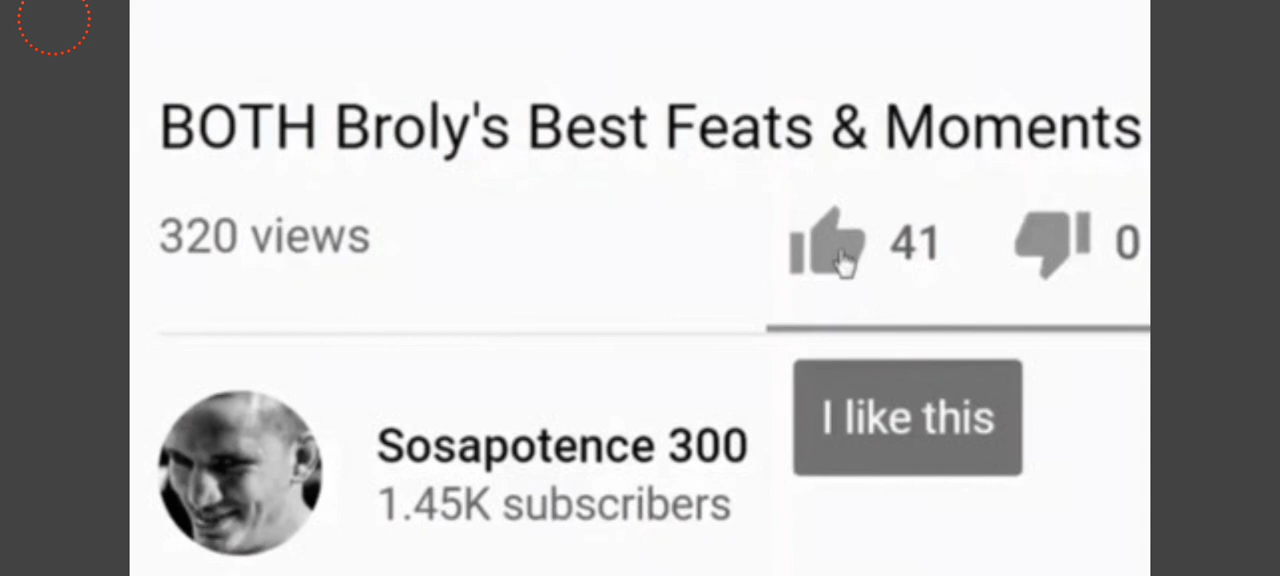 BOTH Broly's Best Feats & Moments
320 views
41
0
I like this
Sosapotence 300
1.45K subscribers